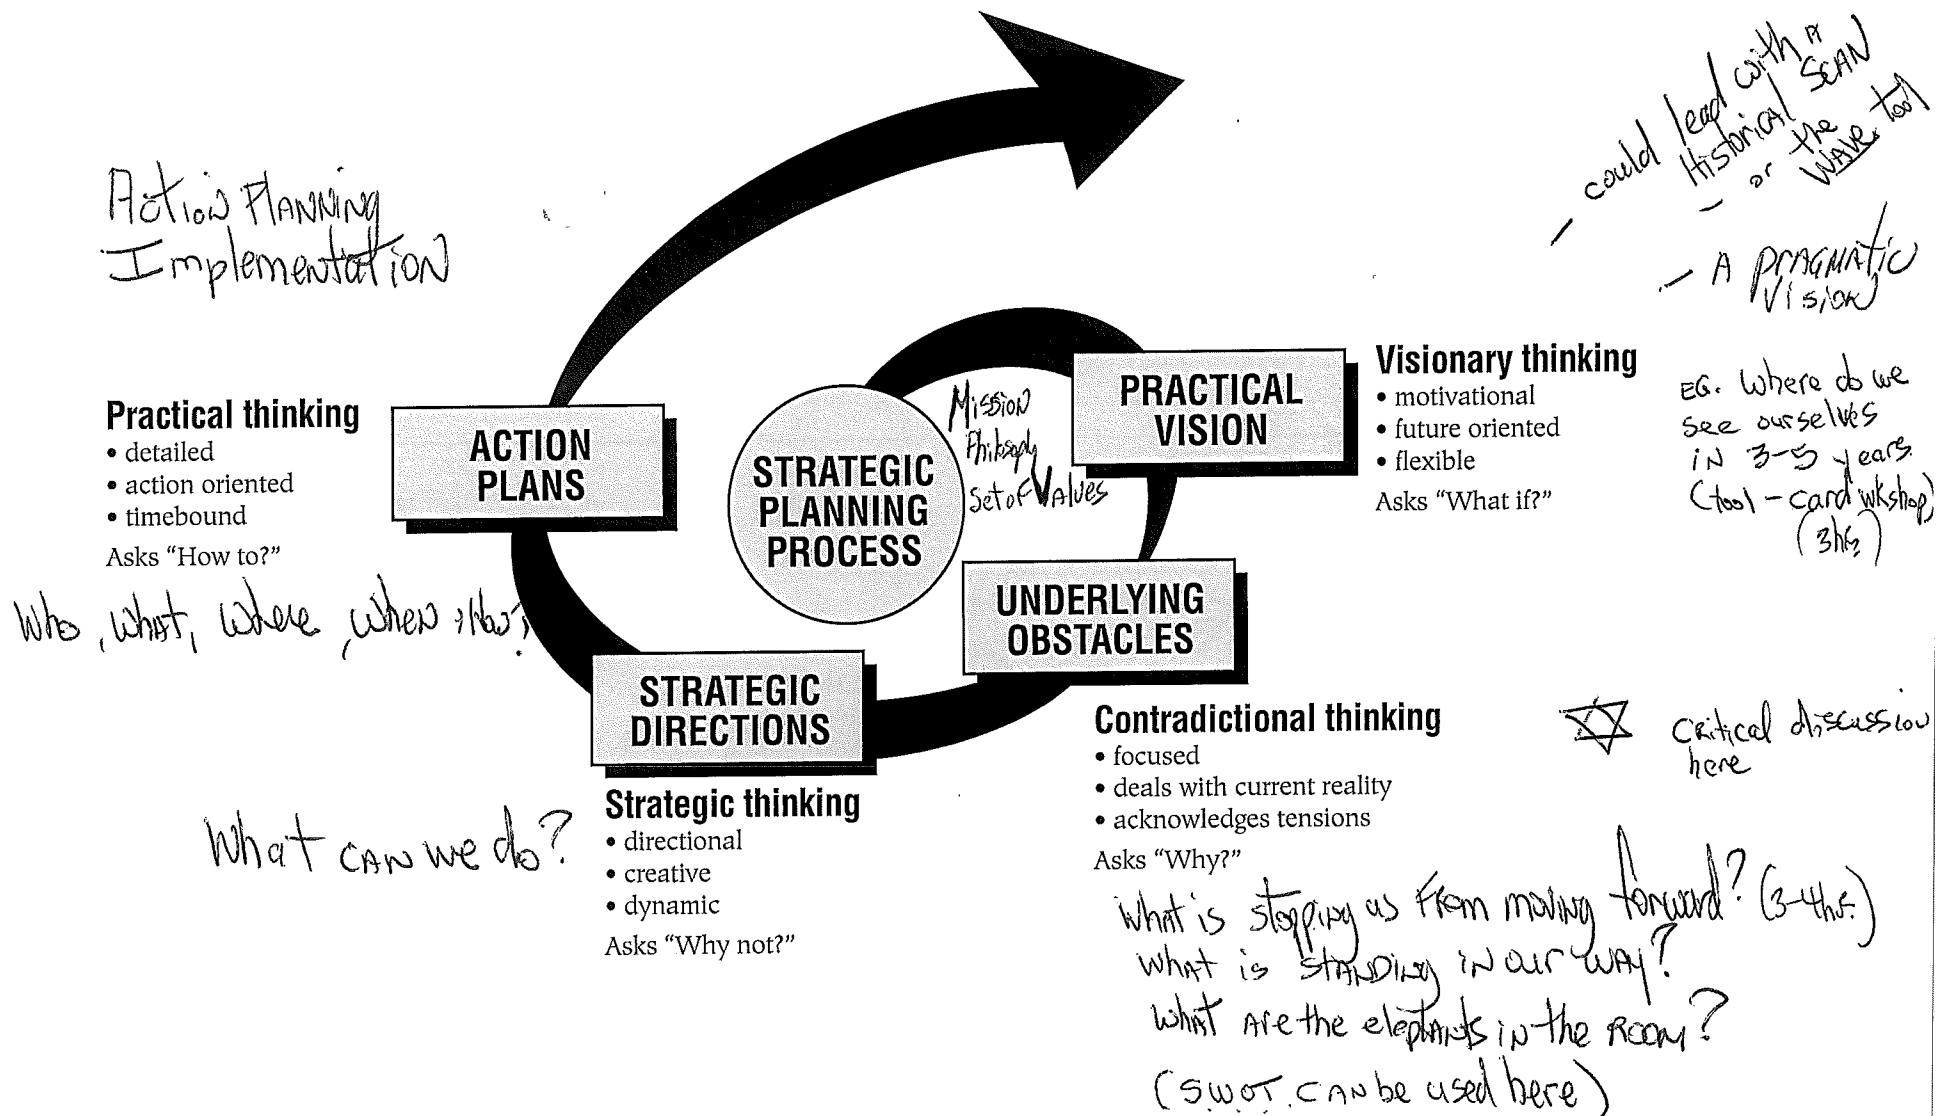 could lead with a
Historical SCAN
or the
WAVE tool
A PRAGMATIC
VISION
Action PLANNING
Implementation
Practical thinking
• detailed
• action oriented
• timebound
Asks “How to?”
Who, What, Where, When, How?
ACTION
PLANS
STRATEGIC
PLANNING
PROCESS
Mission
Philosophy
Set of Values
PRACTICAL
VISION
Visionary thinking
• motivational
• future oriented
• flexible
Asks “What if?”
EG. Where do we
see ourselves
in 3-5 years
(tool - card wkshop)
(3hrs)
UNDERLYING
OBSTACLES
STRATEGIC
DIRECTIONS
What CAN we do?
Strategic thinking
• directional
• creative
• dynamic
Asks “Why not?”
Contradictional thinking
• focused
• deals with current reality
• acknowledges tensions
Asks “Why?”
Critical discussion
here
What is stopping us from moving forward? (3-4hrs.)
What is STANDING IN our WAY?
What Are the elephants in the ROOM?
(SWOT CAN be used here)